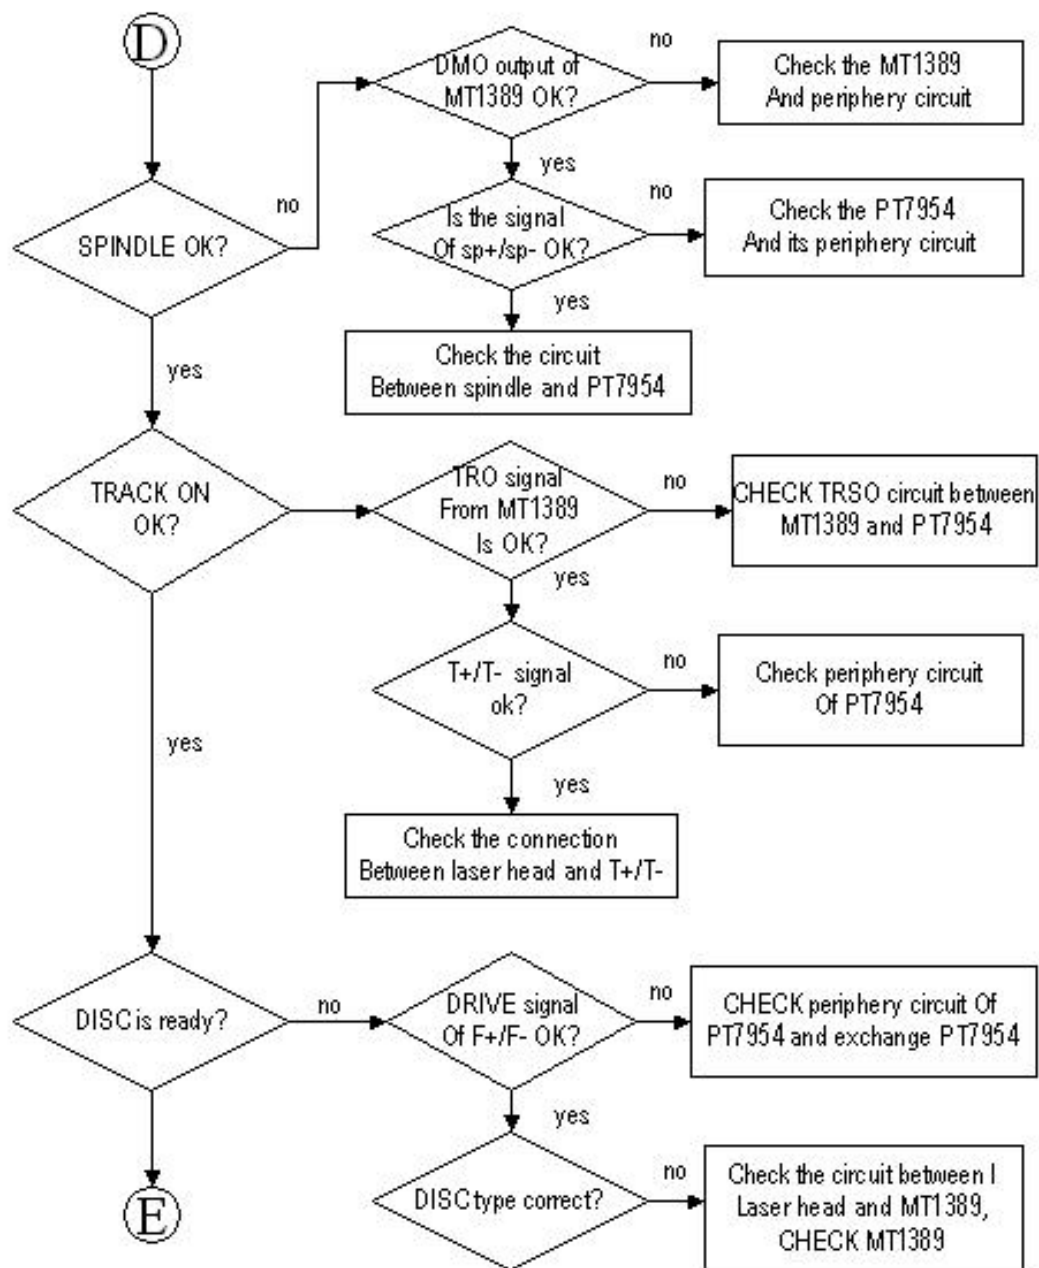 D
DMO output of
MT1389 OK?
no
Check the MT1389
And periphery circuit
yes
SPINDLE OK?
no
Is the signal
Of sp+/sp- OK?
no
Check the PT7954
And its periphery circuit
yes
Check the circuit
Between spindle and PT7954
yes
TRACK ON
OK?
TRO signal
From MT1389
Is OK?
no
CHECK TRSO circuit between
MT1389 and PT7954
yes
T+/T- signal
ok?
no
Check periphery circuit
Of PT7954
yes
yes
Check the connection
Between laser head and T+/T-
DISC is ready?
no
DRIVE signal
Of F+/F- OK?
no
CHECK periphery circuit Of
PT7954 and exchange PT7954
yes
DISC type correct?
no
Check the circuit between l
Laser head and MT1389,
CHECK MT1389
E